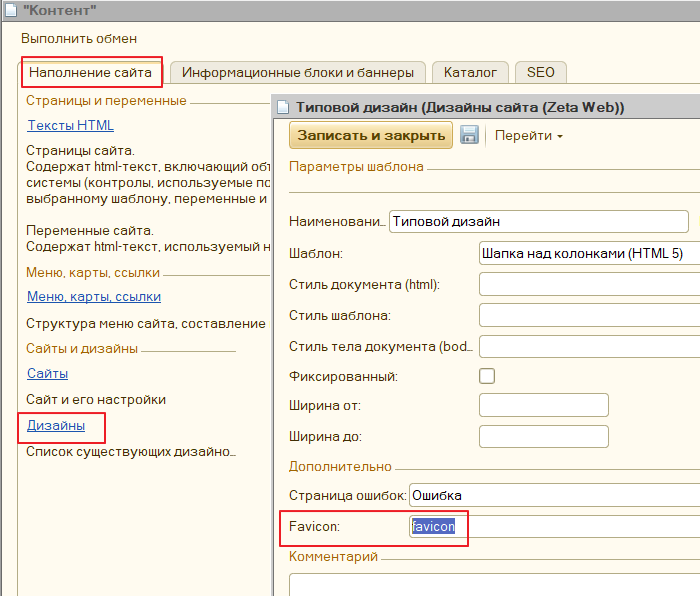 "Контент"
Выполнить обмен
Наполнение сайта
Информационные блоки и баннеры
Каталог
SEO
Страницы и переменные
Тексты HTML
Страницы сайта.
Содержат html-текст, включающий об
системы (контролы, используемые по
выбранному шаблону, переменные и
Переменные сайта.
Содержат html-текст, используемый н
Меню, карты, ссылки
Меню, карты, ссылки
Структура меню сайта, составление
Сайты и дизайны
Сайты
Сайт и его настройки
Дизайны
Список существующих дизайно...
Типовой дизайн (Дизайны сайта (Zeta Web))
Записать и закрыть
Перейти
Параметры шаблона
Наименовани...
Типовой дизайн
Шаблон:
Шапка над колонками (HTML 5)
Стиль документа (html):
Стиль шаблона:
Стиль тела документа (bod...
Фиксированный:
Ширина от:
Ширина до:
Дополнительно
Страница ошибок:
Ошибка
Favicon:
favicon
Комментарий